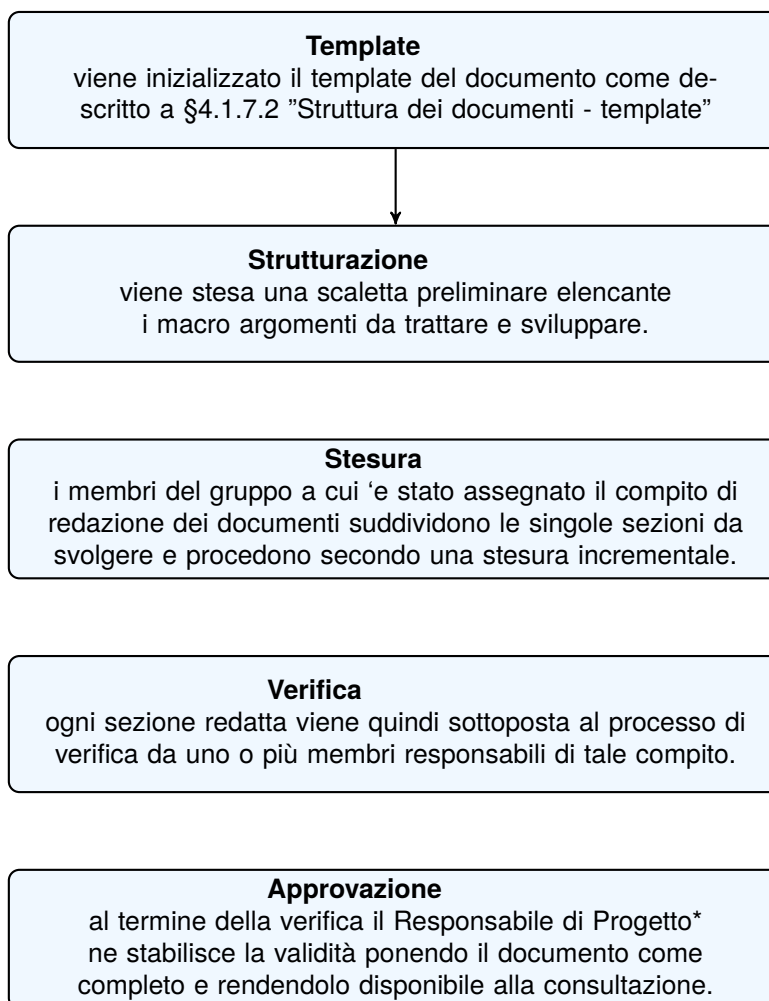 Template
viene inizializzato il template del documento come de-
scritto a §4.1.7.2 ”Struttura dei documenti - template”
Strutturazione
viene stesa una scaletta preliminare elencante
i macro argomenti da trattare e sviluppare.
Stesura
i membri del gruppo a cui ‘e stato assegnato il compito di
redazione dei documenti suddividono le singole sezioni da
svolgere e procedono secondo una stesura incrementale.
Verifica
ogni sezione redatta viene quindi sottoposta al processo di
verifica da uno o più membri responsabili di tale compito.
Approvazione
al termine della verifica il Responsabile di Progetto*
ne stabilisce la validità ponendo il documento come
completo e rendendolo disponibile alla consultazione.